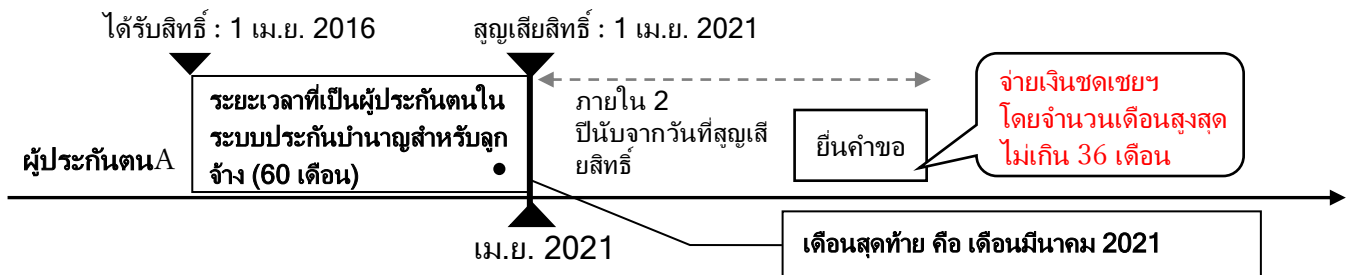 ได้รับสิทธิ์ : 1 เม.ย. 2016
สูญเสียสิทธิ์ : 1 เม.ย. 2021
ระยะเวลาที่เป็นผู้ประกันตนใน
ระบบประกันบำนาญสำหรับลูก
จ้าง (60 เดือน)
ภายใน 2
ปีนับจากวันที่สูญเสี
ยสิทธิ์
ยื่นคำขอ
จ่ายเงินชดเชยฯ
โดยจำนวนเดือนสูงสุด
ไม่เกิน 36 เดือน
ผู้ประกันตนA
เม.ย. 2021
เดือนสุดท้าย คือ เดือนมีนาคม 2021